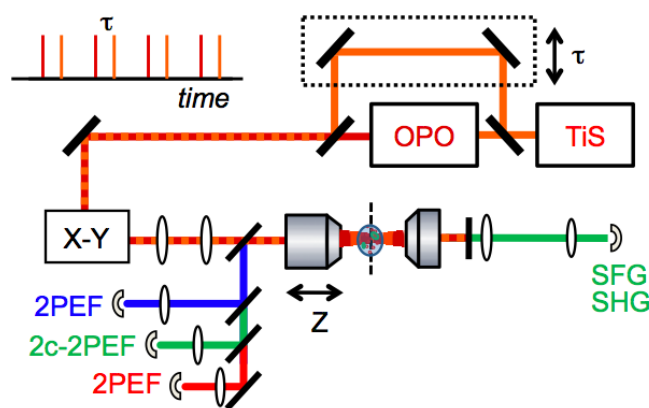 τ
time
τ
OPO
TiS
X-Y
2PEF
2c-2PEF
2PEF
Z
SFG
SHG